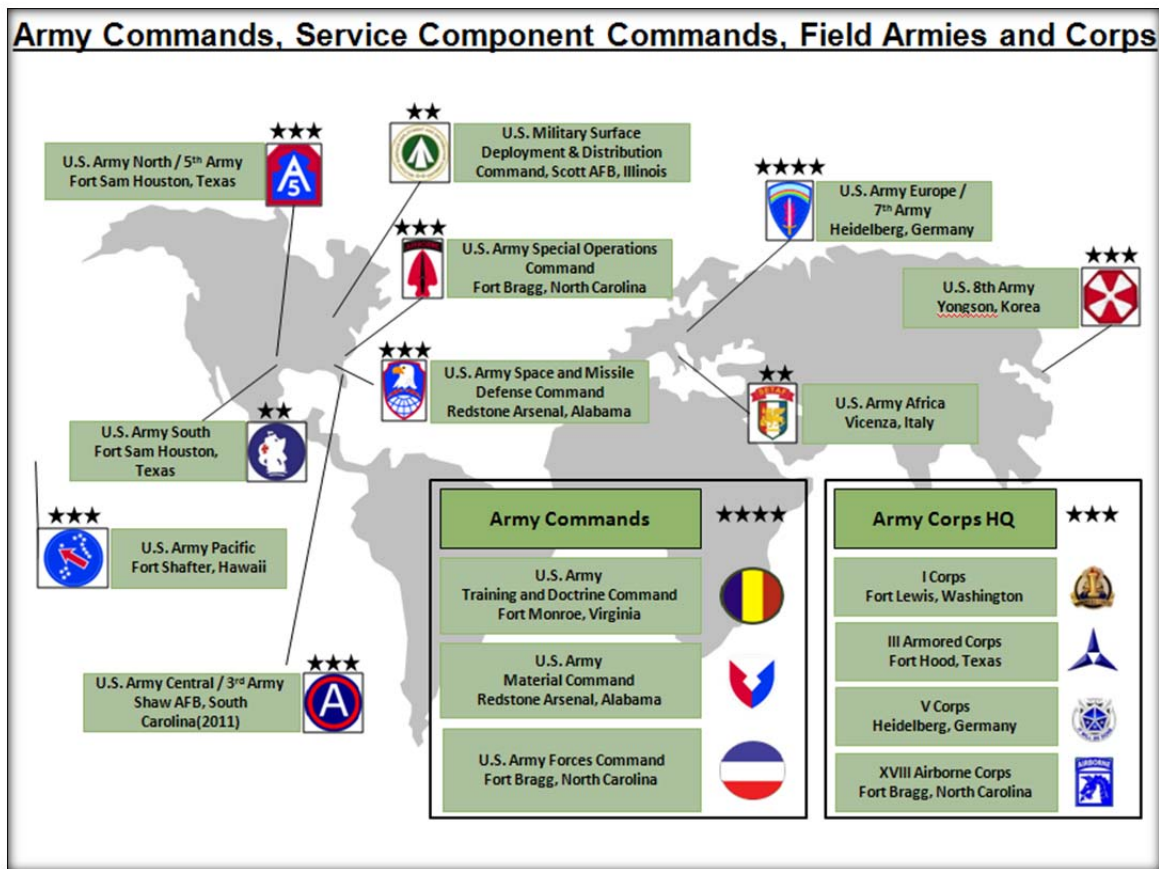 Army Commands, Service Component Commands, Field Armies and Corps
U.S. Army North / 5th Army
Fort Sam Houston, Texas
A
5
U.S. Military Surface
Deployment & Distribution
Command, Scott AFB, Illinois
U.S. Army Europe /
7th Army
Heidelberg, Germany
U.S. Army Special Operations
Command
Fort Bragg, North Carolina
U.S. 8th Army
Yongson, Korea
U.S. Army Space and Missile
Defense Command
Redstone Arsenal, Alabama
SETAF
U.S. Army Africa
Vicenza, Italy
U.S. Army South
Fort Sam Houston,
Texas
U.S. Army Pacific
Fort Shafter, Hawaii
U.S. Army Central / 3rd Army
Shaw AFB, South
Carolina(2011)
A
Army Commands
U.S. Army
Training and Doctrine Command
Fort Monroe, Virginia
U.S. Army
Material Command
Redstone Arsenal, Alabama
U.S. Army Forces Command
Fort Bragg, North Carolina
Army Corps HQ
I Corps
Fort Lewis, Washington
III Armored Corps
Fort Hood, Texas
V Corps
Heidelberg, Germany
XVIII Airborne Corps
Fort Bragg, North Carolina
AIRBORNE